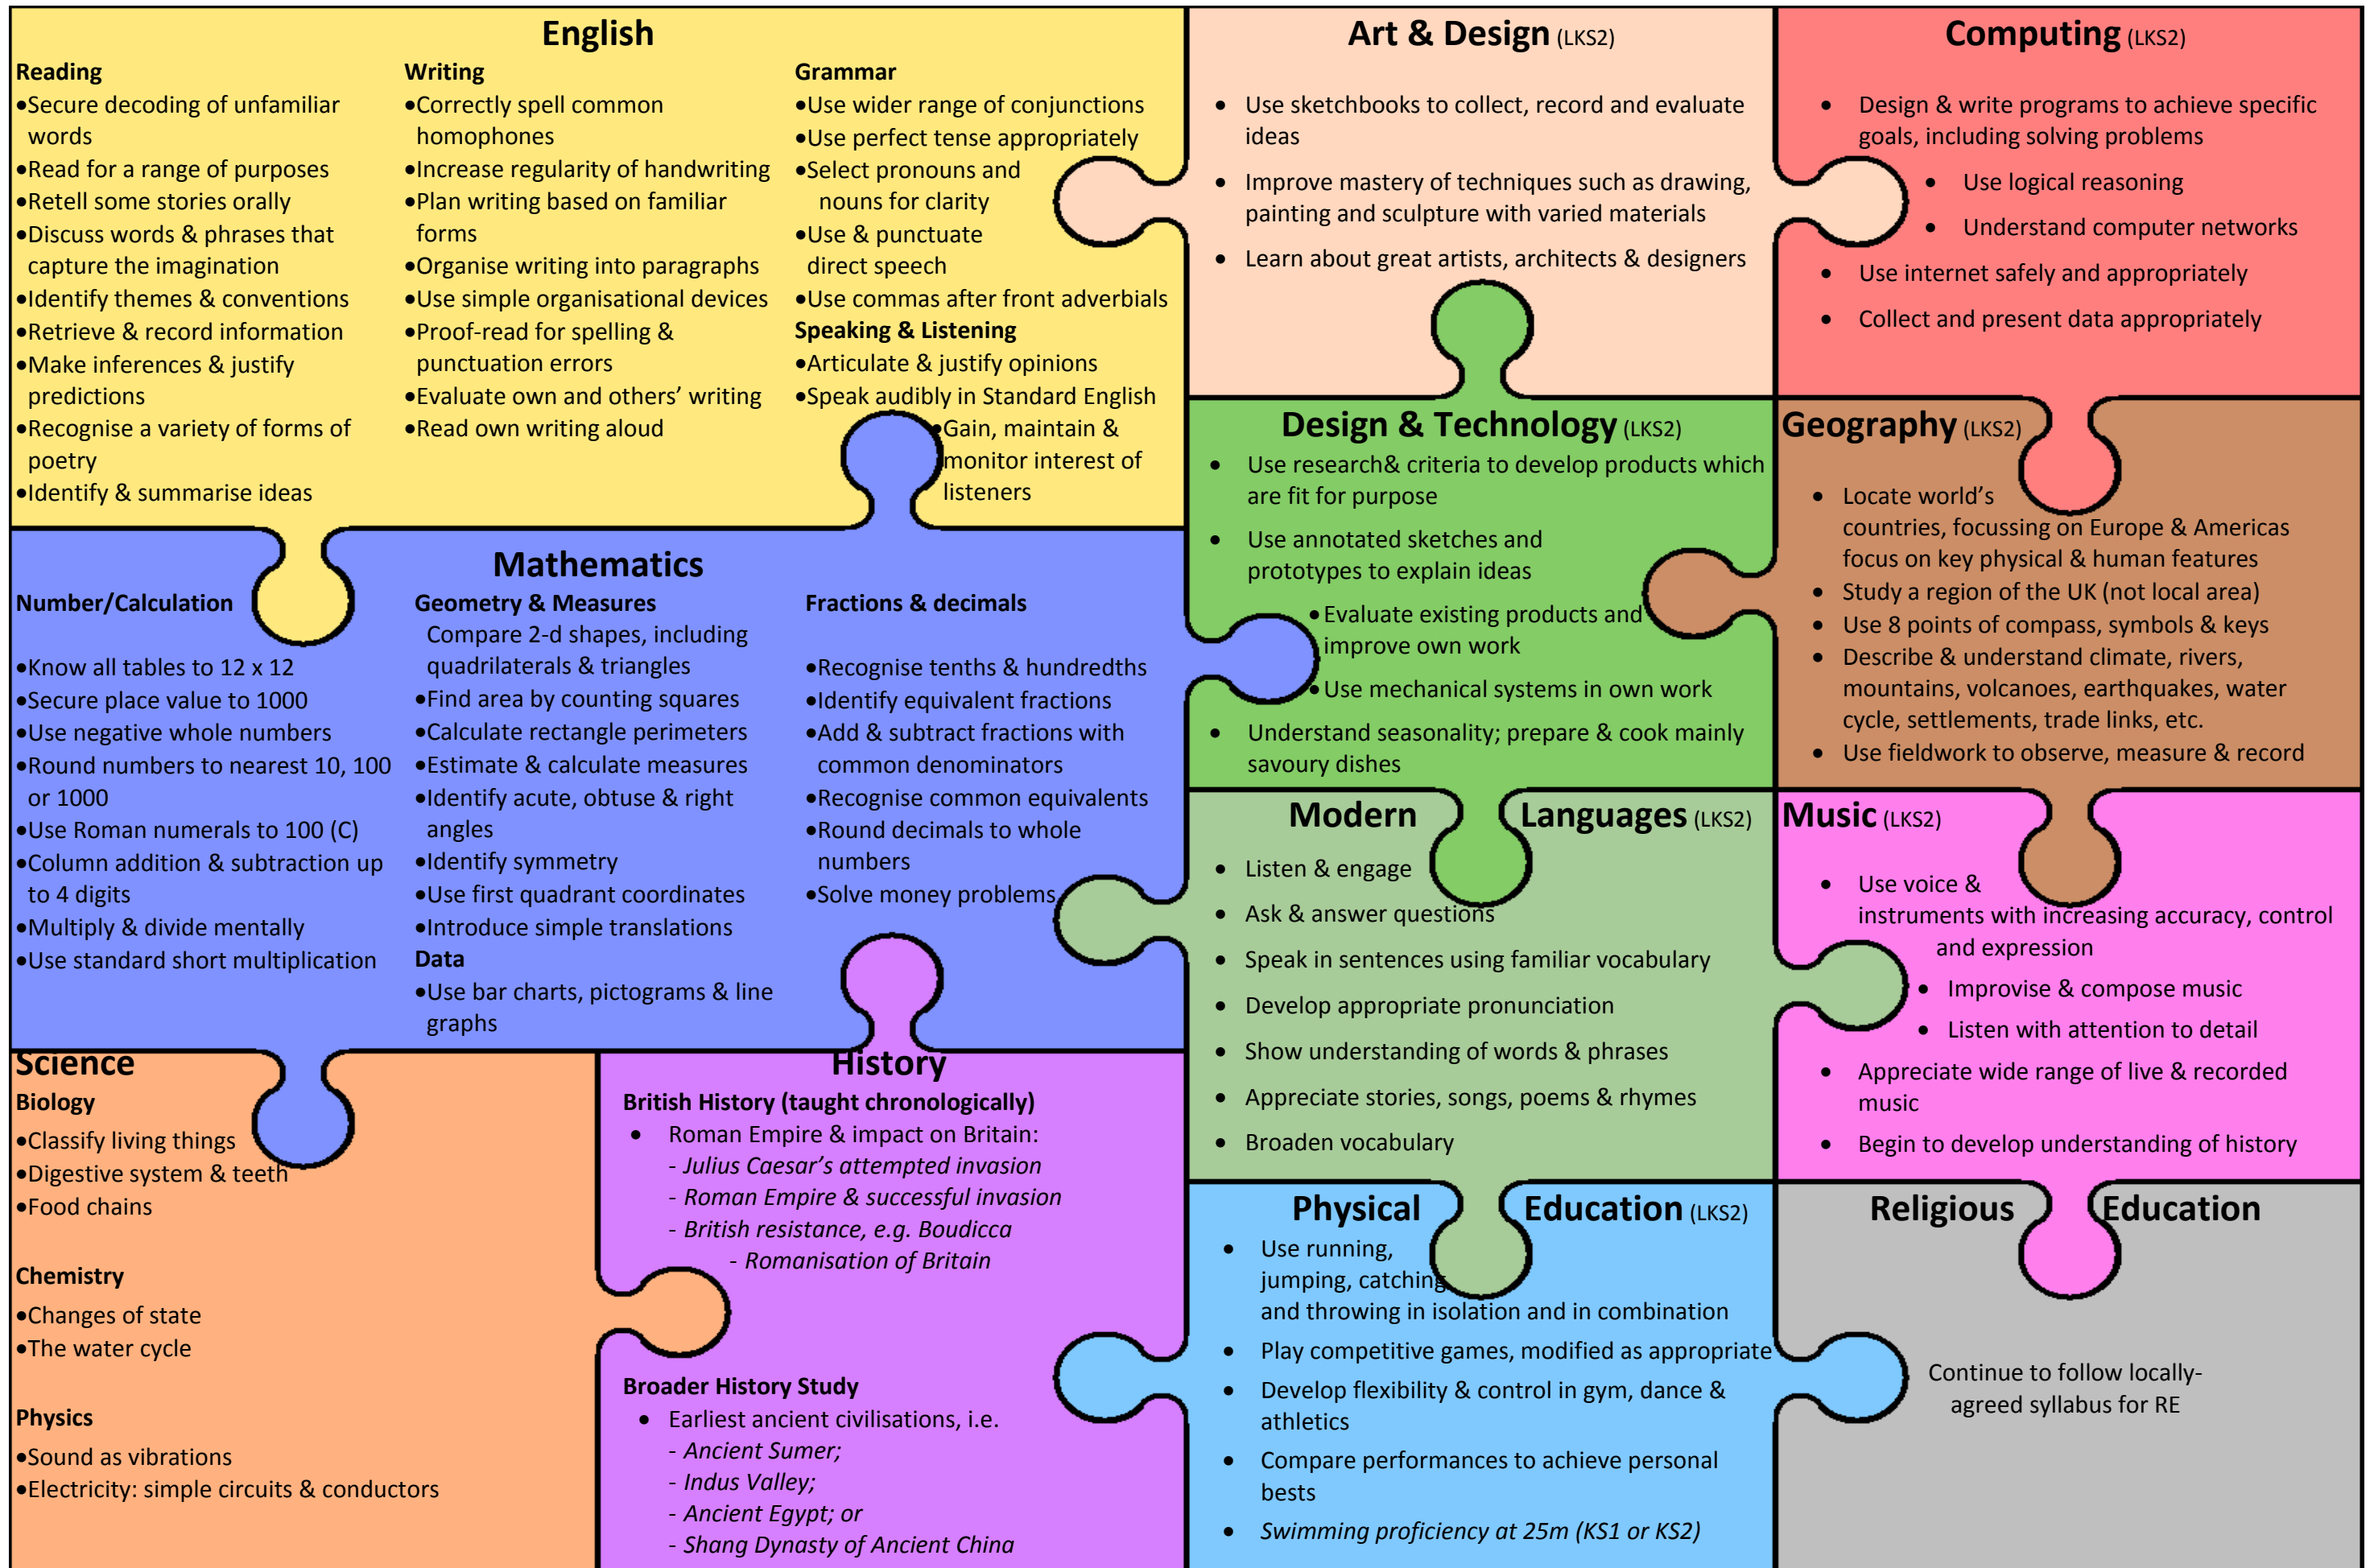 English
Reading
•Secure decoding of unfamiliar
words
•Read for a range of purposes
•Retell some stories orally
•Discuss words & phrases that
capture the imagination
•Identify themes & conventions
•Retrieve & record information
•Make inferences & justify
predictions
•Recognise a variety of forms of
poetry
•Identify & summarise ideas
Writing
•Correctly spell common
homophones
•Increase regularity of handwriting
•Plan writing based on familiar
forms
•Organise writing into paragraphs
•Use simple organisational devices
•Proof-read for spelling &
punctuation errors
•Evaluate own and others’ writing
•Read own writing aloud
Grammar
•Use wider range of conjunctions
•Use perfect tense appropriately
•Select pronouns and
nouns for clarity
•Use & punctuate
direct speech
•Use commas after front adverbials
Speaking & Listening
•Articulate & justify opinions
•Speak audibly in Standard English
•Gain, maintain &
monitor interest of
listeners
Art & Design (LKS2)
• Use sketchbooks to collect, record and evaluate
ideas
• Improve mastery of techniques such as drawing,
painting and sculpture with varied materials
• Learn about great artists, architects & designers
Computing (LKS2)
• Design & write programs to achieve specific
goals, including solving problems
• Use logical reasoning
• Understand computer networks
• Use internet safely and appropriately
• Collect and present data appropriately
Mathematics
Number/Calculation
•Know all tables to 12 x 12
•Secure place value to 1000
•Use negative whole numbers
•Round numbers to nearest 10, 100
or 1000
•Use Roman numerals to 100 (C)
•Column addition & subtraction up
to 4 digits
•Multiply & divide mentally
•Use standard short multiplication
Geometry & Measures
Compare 2-d shapes, including
quadrilaterals & triangles
•Find area by counting squares
•Calculate rectangle perimeters
•Estimate & calculate measures
•Identify acute, obtuse & right
angles
•Identify symmetry
•Use first quadrant coordinates
•Introduce simple translations
Data
•Use bar charts, pictograms & line
graphs
Fractions & decimals
•Recognise tenths & hundredths
•Identify equivalent fractions
•Add & subtract fractions with
common denominators
•Recognise common equivalents
•Round decimals to whole
numbers
•Solve money problems
Design & Technology (LKS2)
• Use research& criteria to develop products which
are fit for purpose
• Use annotated sketches and
prototypes to explain ideas
•Evaluate existing products and
improve own work
•Use mechanical systems in own work
• Understand seasonality; prepare & cook mainly
savoury dishes
Geography (LKS2)
• Locate world’s
countries, focussing on Europe & Americas
focus on key physical & human features
• Study a region of the UK (not local area)
• Use 8 points of compass, symbols & keys
• Describe & understand climate, rivers,
mountains, volcanoes, earthquakes, water
cycle, settlements, trade links, etc.
• Use fieldwork to observe, measure & record
Modern Languages (LKS2)
• Listen & engage
• Ask & answer questions
• Speak in sentences using familiar vocabulary
• Develop appropriate pronunciation
• Show understanding of words & phrases
• Appreciate stories, songs, poems & rhymes
• Broaden vocabulary
Music (LKS2)
• Use voice &
instruments with increasing accuracy, control
and expression
• Improvise & compose music
• Listen with attention to detail
• Appreciate wide range of live & recorded
music
• Begin to develop understanding of history
Science
Biology
•Classify living things
•Digestive system & teeth
•Food chains
Chemistry
•Changes of state
•The water cycle
Physics
•Sound as vibrations
•Electricity: simple circuits & conductors
History
British History (taught chronologically)
• Roman Empire & impact on Britain:
- Julius Caesar’s attempted invasion
- Roman Empire & successful invasion
- British resistance, e.g. Boudicca
- Romanisation of Britain
Broader History Study
• Earliest ancient civilisations, i.e.
- Ancient Sumer;
- Indus Valley;
- Ancient Egypt; or
- Shang Dynasty of Ancient China
Physical Education (LKS2)
• Use running,
jumping, catching
and throwing in isolation and in combination
• Play competitive games, modified as appropriate
• Develop flexibility & control in gym, dance &
athletics
• Compare performances to achieve personal
bests
• Swimming proficiency at 25m (KS1 or KS2)
Religious Education
Continue to follow locally-
agreed syllabus for RE